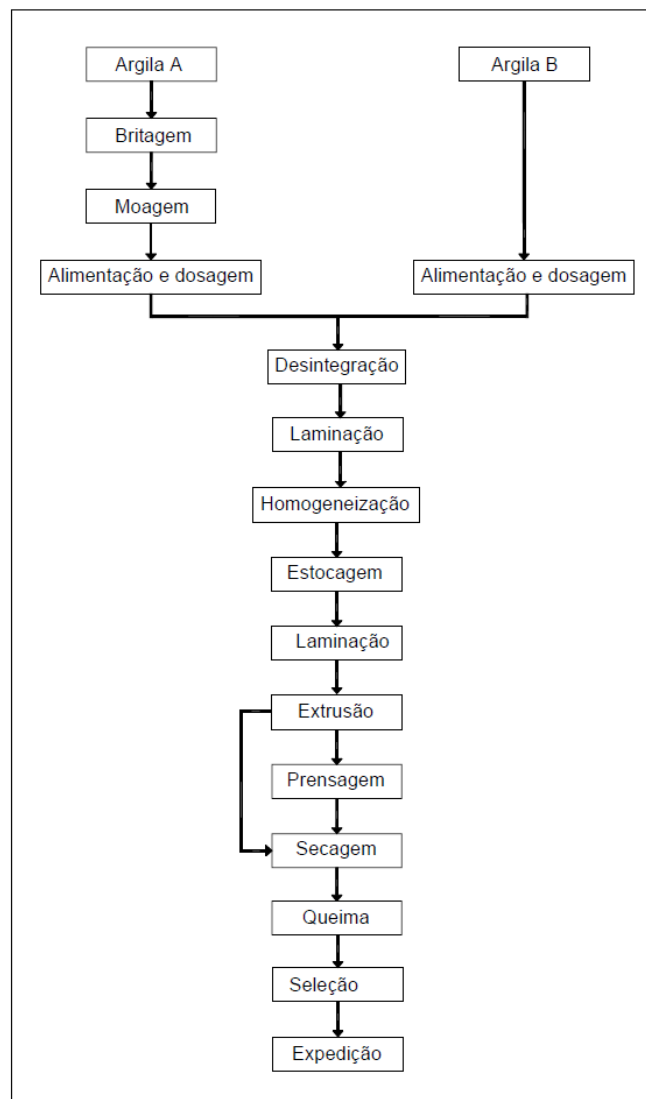 Argila A
Argila B
Britagem
Moagem
Alimentação e dosagem
Alimentação e dosagem
Desintegração
Laminação
Homogeneização
Estocagem
Laminação
Extrusão
Prensagem
Secagem
Queima
Seleção
Expedição